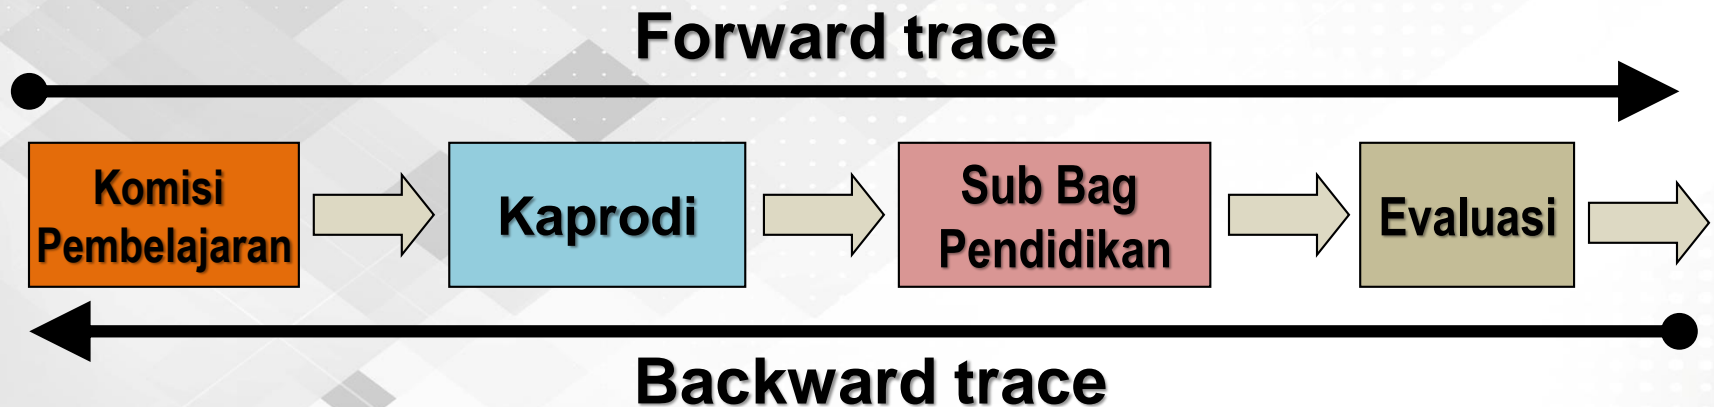 Forward trace
Komisi
Pembelajaran
Kaprodi
Sub Bag
Pendidikan
Evaluasi
Backward trace